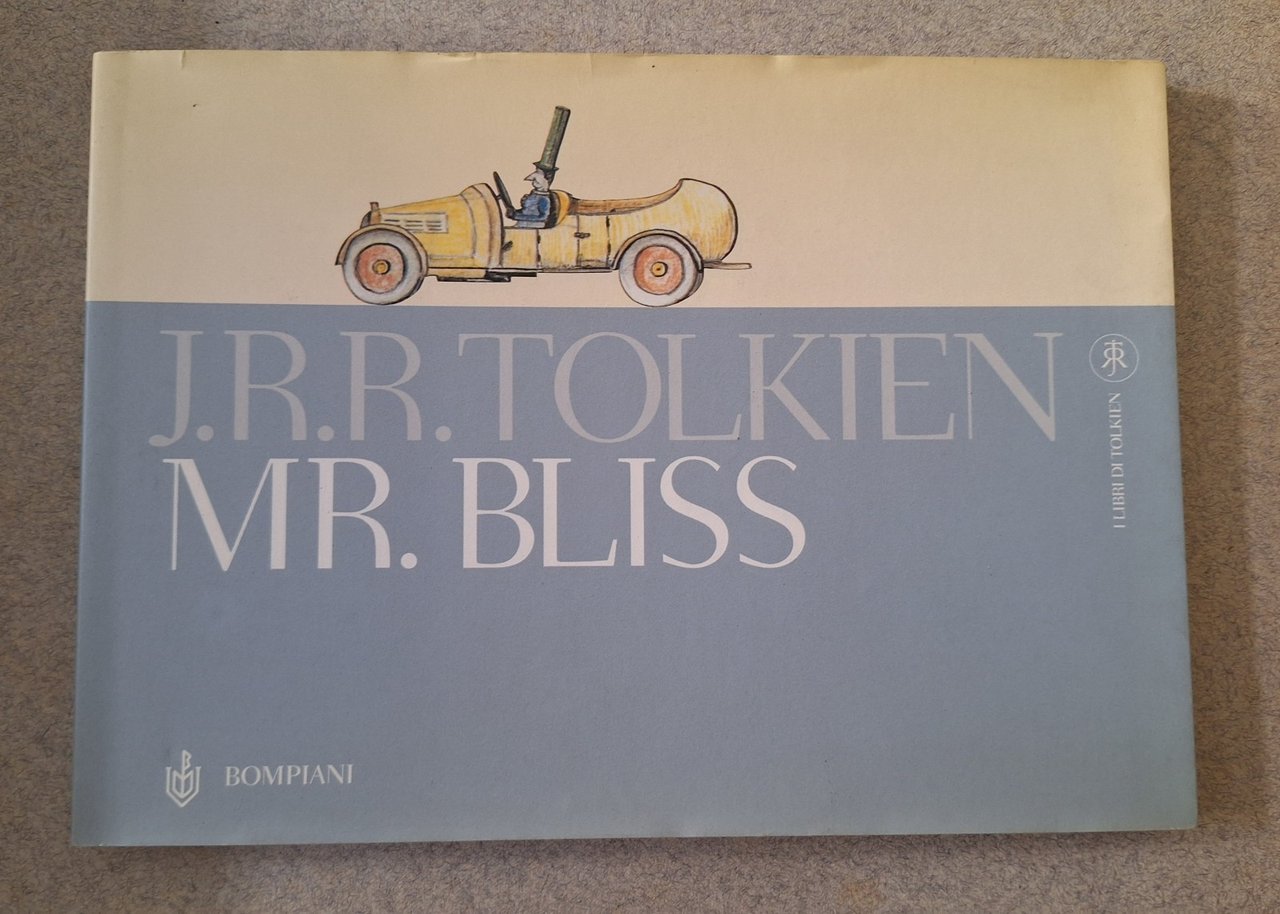 J.R.R. TOLKIEN
MR. BLISS
I LIBRI DI TOLKIEN
BOMPIANI